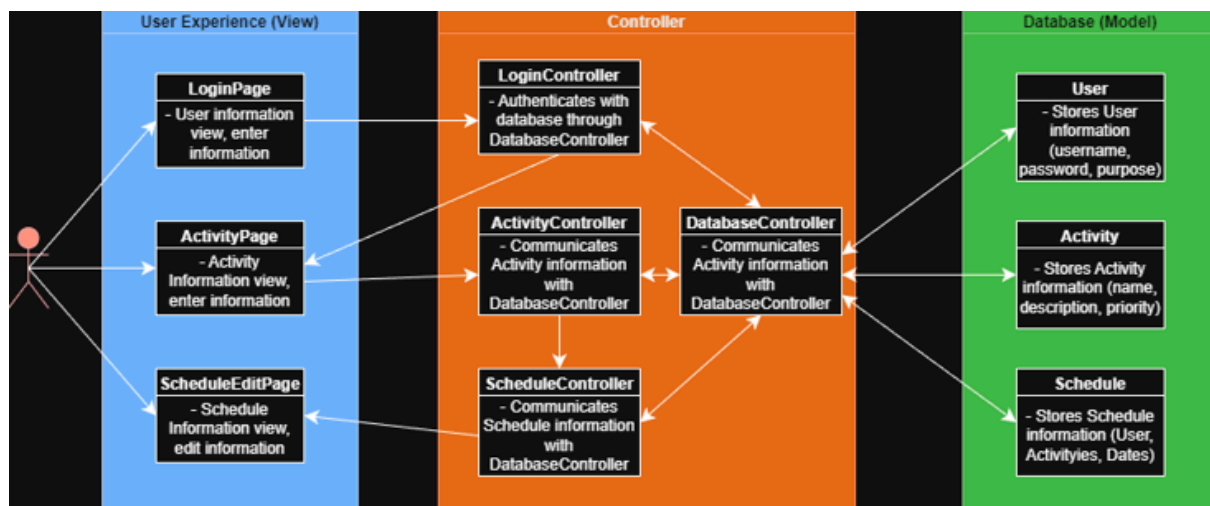 User Experience (View)
Controller
Database (Model)
LoginPage
- User information
view, enter
information
LoginController
- Authenticates with
database through
DatabaseController
User
- Stores User
information
(username,
password, purpose)
ActivityPage
- Activity
Information view,
enter information
ActivityController
- Communicates
Activity information
with
DatabaseController
DatabaseController
- Communicates
Activity information
with
DatabaseController
Activity
- Stores Activity
information (name,
description, priority)
ScheduleEditPage
- Schedule
Information view,
edit information
ScheduleController
- Communicates
Schedule information
with
DatabaseController
Schedule
- Stores Schedule
information (User,
Activityies, Dates)